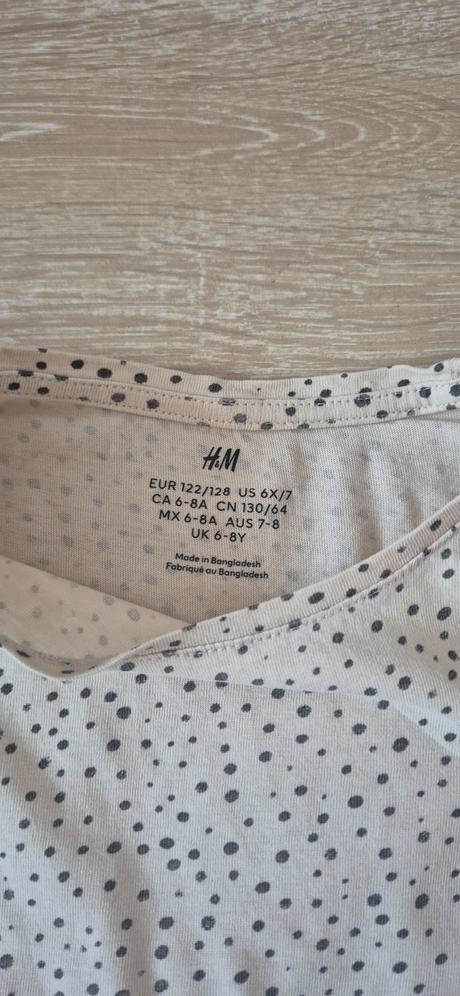 H&M
EUR 122/128 US 6X/7
CA 6-8A CN 130/64
MX 6-8A AUS 7-8
UK 6-8Y
Made in Bangladesh
Fabriqué au Bangladesh